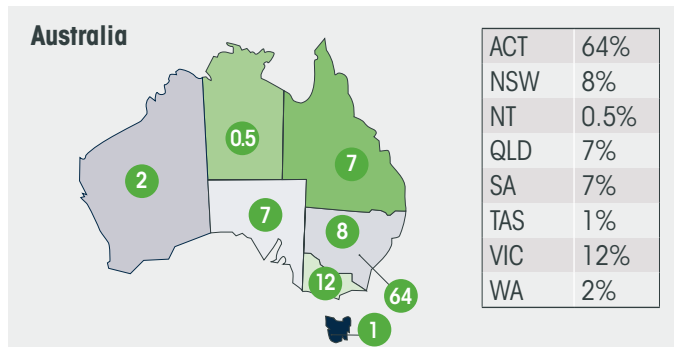 Australia
0.5
2
7
7
8
12
64
1
ACT 64%
NSW 8%
NT 0.5%
QLD 7%
SA 7%
TAS 1%
VIC 12%
WA 2%